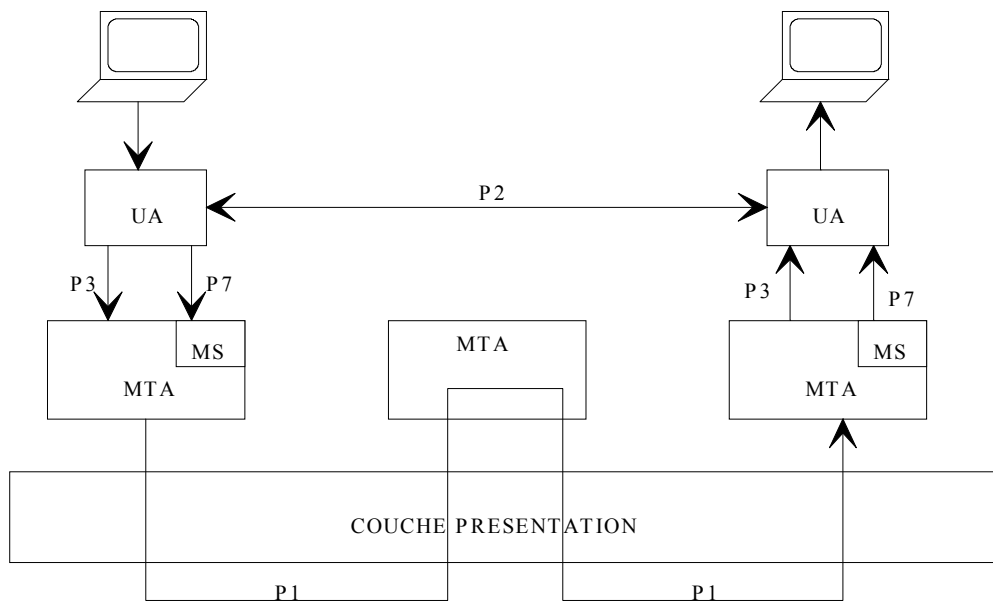 P2
UA
UA
P3
P7
P3
P7
MS
MTA
MTA
MS
MTA
COUCHE PRESENTATION
P1
P1